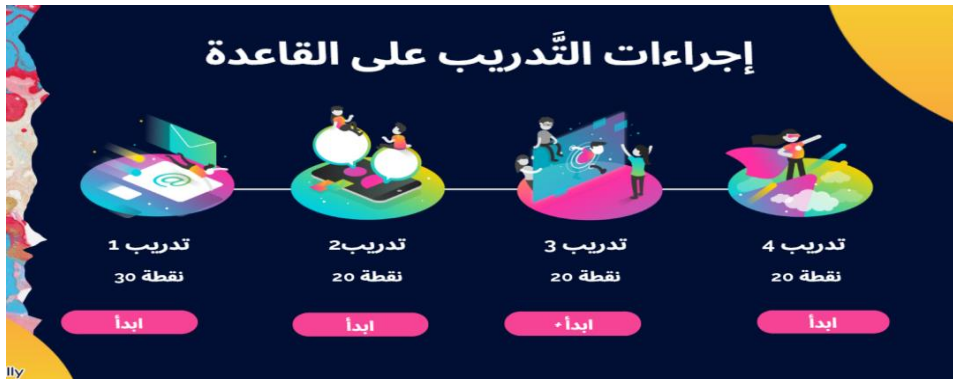 إجراءات التَّدريب على القاعدة
تدريب 4
نقطة 20
ابدأ
تدريب 3
نقطة 20
ابدأ +
تدريب2
نقطة 20
ابدأ
تدريب 1
نقطة 30
ابدأ
lly